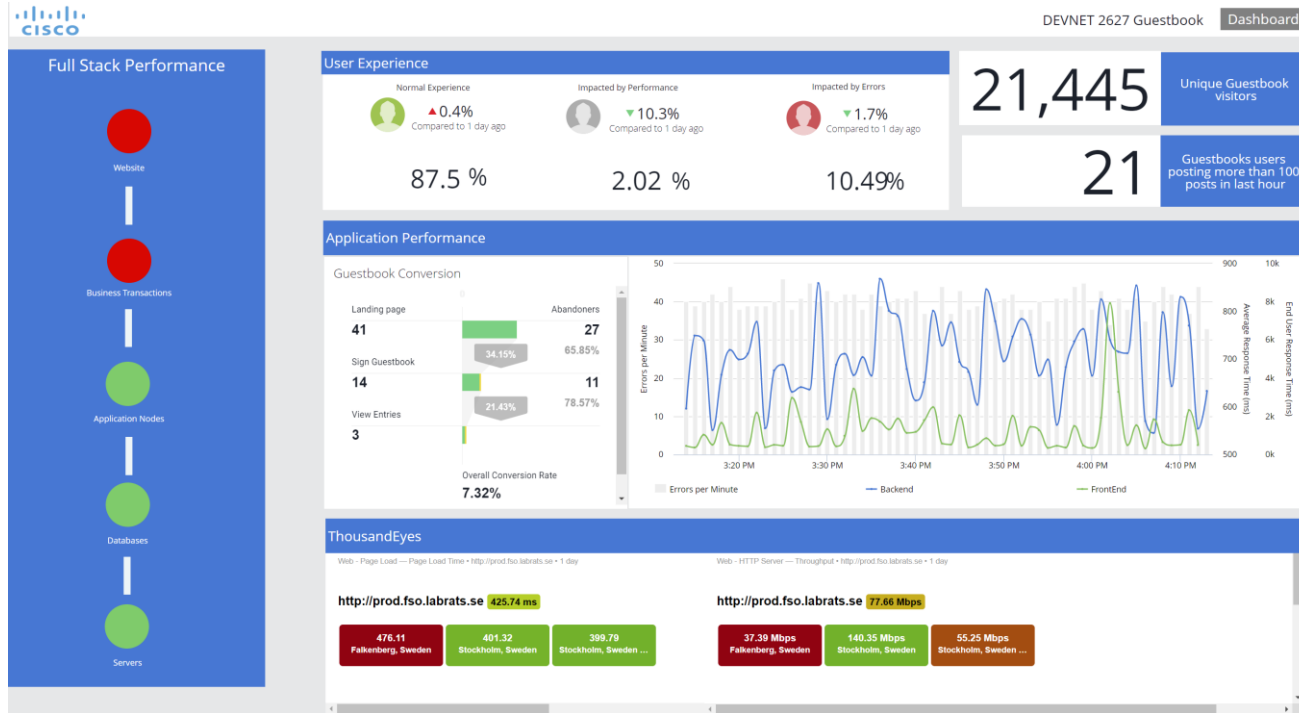 CISCO
DEVNET 2627 Guestbook
Dashboard
Full Stack Performance
Website
Business Transactions
Application Nodes
Databases
Servers
User Experience
Normal Experience
▲0.4%
Compared to 1 day ago
87.5 %
Impacted by Performance
▼10.3%
Compared to 1 day ago
2.02 %
Impacted by Errors
▼1.7%
Compared to 1 day ago
10.49%
21,445
Unique Guestbook
visitors
21
Guestbooks users
posting more than 100
posts in last hour
Application Performance
Guestbook Conversion
Landing page
Abandoners
41
27
34.15%
65.85%
Sign Guestbook
14
11
21.43%
78.57%
View Entries
3
Overall Conversion Rate
7.32%
Errors per Minute
50
40
30
20
10
0
3:20 PM
3:30 PM
3:40 PM
3:50 PM
4:00 PM
4:10 PM
900
800
700
600
500
Average Response Time (ms)
10k
8k
6k
4k
2k
0k
End User Response Time (ms)
Errors per Minute
Backend
FrontEnd
ThousandEyes
Web - Page Load — Page Load Time • http://prod.fso.labrats.se • 1 day
http://prod.fso.labrats.se 425.74 ms
476.11
Falkenberg, Sweden
401.32
Stockholm, Sweden
399.79
Stockholm, Sweden ...
Web - HTTP Server — Throughput • http://prod.fso.labrats.se • 1 day
http://prod.fso.labrats.se 77.66 Mbps
37.39 Mbps
Falkenberg, Sweden
140.35 Mbps
Stockholm, Sweden
55.25 Mbps
Stockholm, Sweden ...